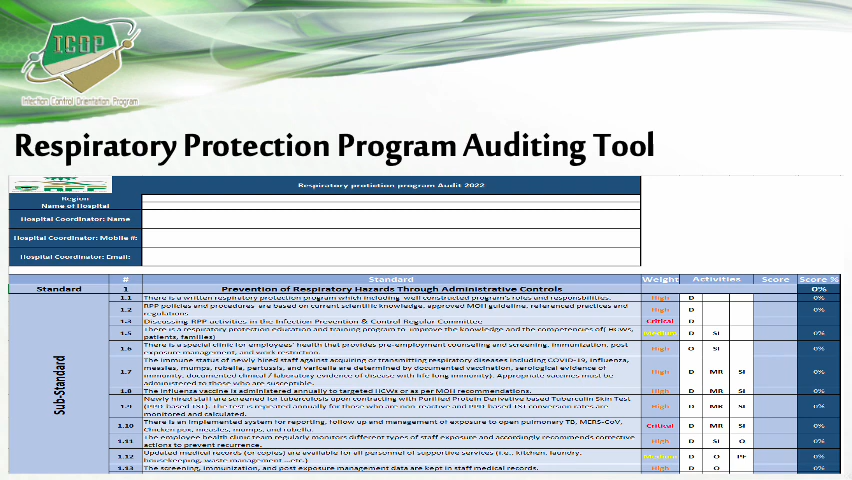 ICOP
Infection Control Orientation Program
Respiratory Protection Program Auditing Tool
Respiratory protiction program Audit 2022
Region
Name of Hospital
Hospital Coordinator: Name
Hospital Coordinator: Mobile #:
Hospital Coordinator: Email:
# Standard Weight Activities Score Score %
Standard 1 Prevention of Respiratory Hazards Through Administrative Controls 0%
Sub-Standard
1.1 There is a written respiratory protection program which including well constructed program's roles and responsibilities. High D 0%
1.2 RPP policies and procedures are based on current scientific knowledge, approved MOH guideline, referenced practices and
regulations. High D 0%
1.3 Discussing RPP activities in the Infection Prevention & Control Regular Committee Critical D
1.5 There is a respiratory protection education and training program to improve the knowledge and the competencies of( HCWs,
patients, families) Medium D SI 0%
1.6 There is a special clinic for employees' health that provides pre-employment counseling and screening, immunization, post
exposure management, and work restriction. High O SI 0%
1.7 The immune status of newly hired staff against acquiring or transmitting respiratory diseases including COVID-19, influenza,
measles, mumps, rubella, pertussis, and varicella are determined by documented vaccination, serological evidence of
immunity, documented clinical / laboratory evidence of disease with life long immunity). Appropriate vaccines must be
administered to those who are susceptible. High D MR SI 0%
1.8 The influenza vaccine is administered annually to targeted HCWs or as per MOH recommendations. High D MR SI 0%
1.9 Newly hired staff are screened for tuberculosis upon contracting with Purified Protein Derivative based Tuberculin Skin Test
(PPD-based TST). The test is repeated annually for those who are non-reactive and PPD-based TST conversion rates are
monitored and calculated. High D MR SI 0%
1.10 There is an implemented system for reporting, follow up and management of exposure to open pulmonary TB, MERS-CoV,
Chicken pox, measles, mumps, and rubella. Critical D MR SI 0%
1.11 The employee health clinic team regularly monitors different types of staff exposure and accordingly recommends corrective
actions to prevent recurrence. High D SI O 0%
1.12 Updated medical records (or copies) are available for all personnel of supportive services (i.e., kitchen, laundry,
housekeeping, waste management ...etc.) Medium D O PF 0%
1.13 The screening, immunization, and post exposure management data are kept in staff medical records. High D O 0%